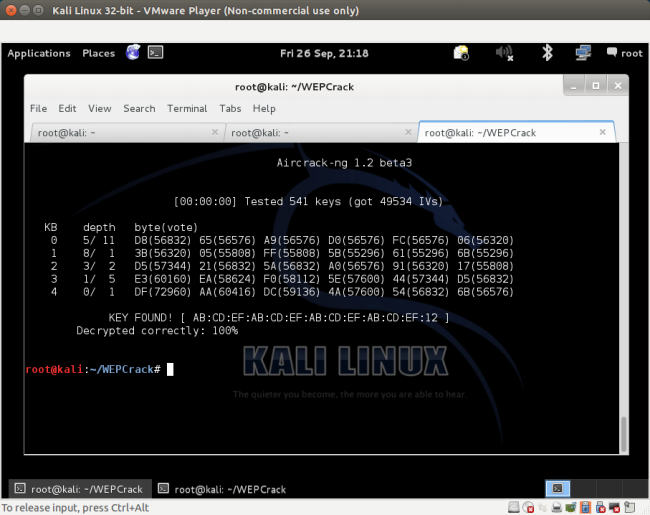 Kali Linux 32-bit - VMware Player (Non-commercial use only)
Applications Places Fri 26 Sep, 21:18 root
root@kali: ~/WEPCrack
File Edit View Search Terminal Tabs Help
root@kali: ~ × root@kali: ~ × root@kali: ~/WEPCrack ×
Aircrack-ng 1.2 beta3
[00:00:00] Tested 541 keys (got 49534 IVs)
KB depth byte(vote)
0 5/ 11 D8(56832) 65(56576) A9(56576) D0(56576) FC(56576) 06(56320)
1 8/ 1 3B(56320) 05(55808) FF(55808) 5B(55296) 61(55296) 6B(55296)
2 3/ 2 D5(57344) 21(56832) 5A(56832) A0(56576) 91(56320) 17(55808)
3 1/ 5 E3(60160) EA(58624) F0(58112) 5E(57600) 44(57344) D5(56832)
4 0/ 1 DF(72960) AA(60416) DC(59136) 4A(57600) 54(56832) 6B(56576)
KEY FOUND! [ AB:CD:EF:AB:CD:EF:AB:CD:EF:AB:CD:EF:12 ]
Decrypted correctly: 100%
root@kali:~/WEPCrack#
KALI LINUX
The quieter you become, the more you are able to hear.
root@kali: ~/WEPCrack root@kali: ~/WEPCrack
To release input, press Ctrl+Alt